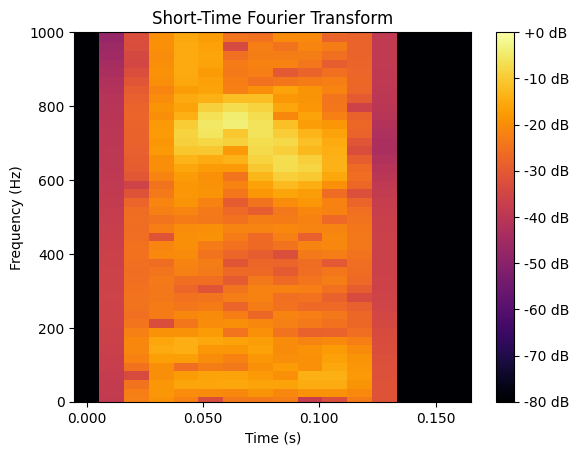 Short-Time Fourier Transform
1000
800
600
400
200
0
Frequency (Hz)
0.000
0.050
0.100
0.150
Time (s)
+0 dB
-10 dB
-20 dB
-30 dB
-40 dB
-50 dB
-60 dB
-70 dB
-80 dB